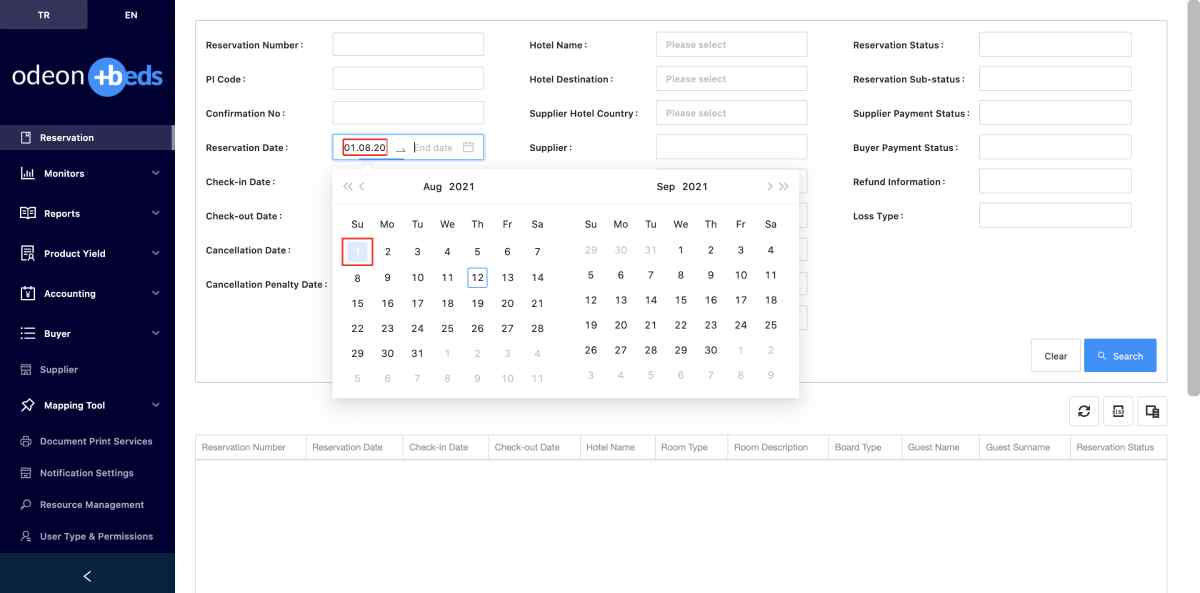 TR
EN
odeon +beds
Reservation
Monitors
Reports
Product Yield
Accounting
Buyer
Supplier
Mapping Tool
Document Print Services
Notification Settings
Resource Management
User Type & Permissions
Reservation Number :
PI Code :
Confirmation No :
Reservation Date :
01.08.20 → End date
Check-in Date :
Check-out Date :
Cancellation Date :
Cancellation Penalty Date :
Hotel Name : Please select
Hotel Destination : Please select
Supplier Hotel Country : Please select
Supplier :
Reservation Status :
Reservation Sub-status :
Supplier Payment Status :
Buyer Payment Status :
Refund Information :
Loss Type :
Aug 2021
Su Mo Tu We Th Fr Sa
1 2 3 4 5 6 7
8 9 10 11 12 13 14
15 16 17 18 19 20 21
22 23 24 25 26 27 28
29 30 31 1 2 3 4
5 6 7 8 9 10 11
Sep 2021
Su Mo Tu We Th Fr Sa
29 30 31 1 2 3 4
5 6 7 8 9 10 11
12 13 14 15 16 17 18
19 20 21 22 23 24 25
26 27 28 29 30 1 2
3 4 5 6 7 8 9
Clear
Search
Reservation Number Reservation Date Check-in Date Check-out Date Hotel Name Room Type Room Description Board Type Guest Name Guest Surname Reservation Status